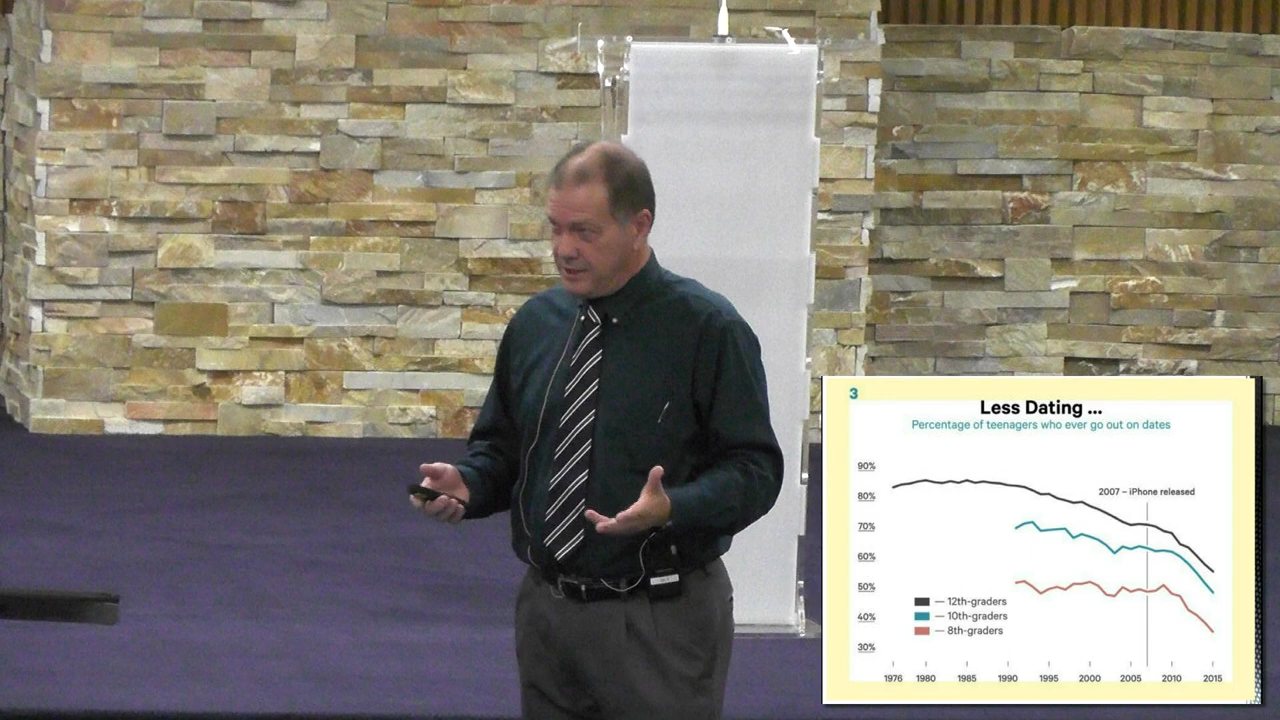 3
Less Dating ...
Percentage of teenagers who ever go out on dates
90%
2007 – iPhone released
80%
70%
60%
50%
— 12th-graders
— 10th-graders
40%
— 8th-graders
30%
1976 1980 1985 1990 1995 2000 2005 2010 2015